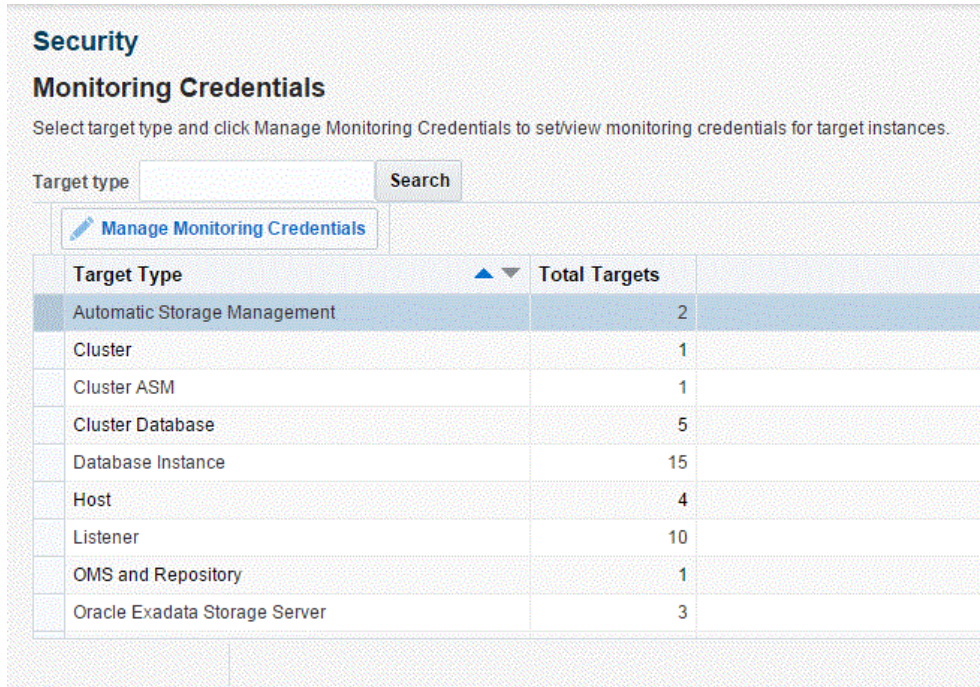 Security
Monitoring Credentials
Select target type and click Manage Monitoring Credentials to set/view monitoring credentials for target instances.
Target type Search
Manage Monitoring Credentials
Target Type Total Targets
Automatic Storage Management 2
Cluster 1
Cluster ASM 1
Cluster Database 5
Database Instance 15
Host 4
Listener 10
OMS and Repository 1
Oracle Exadata Storage Server 3